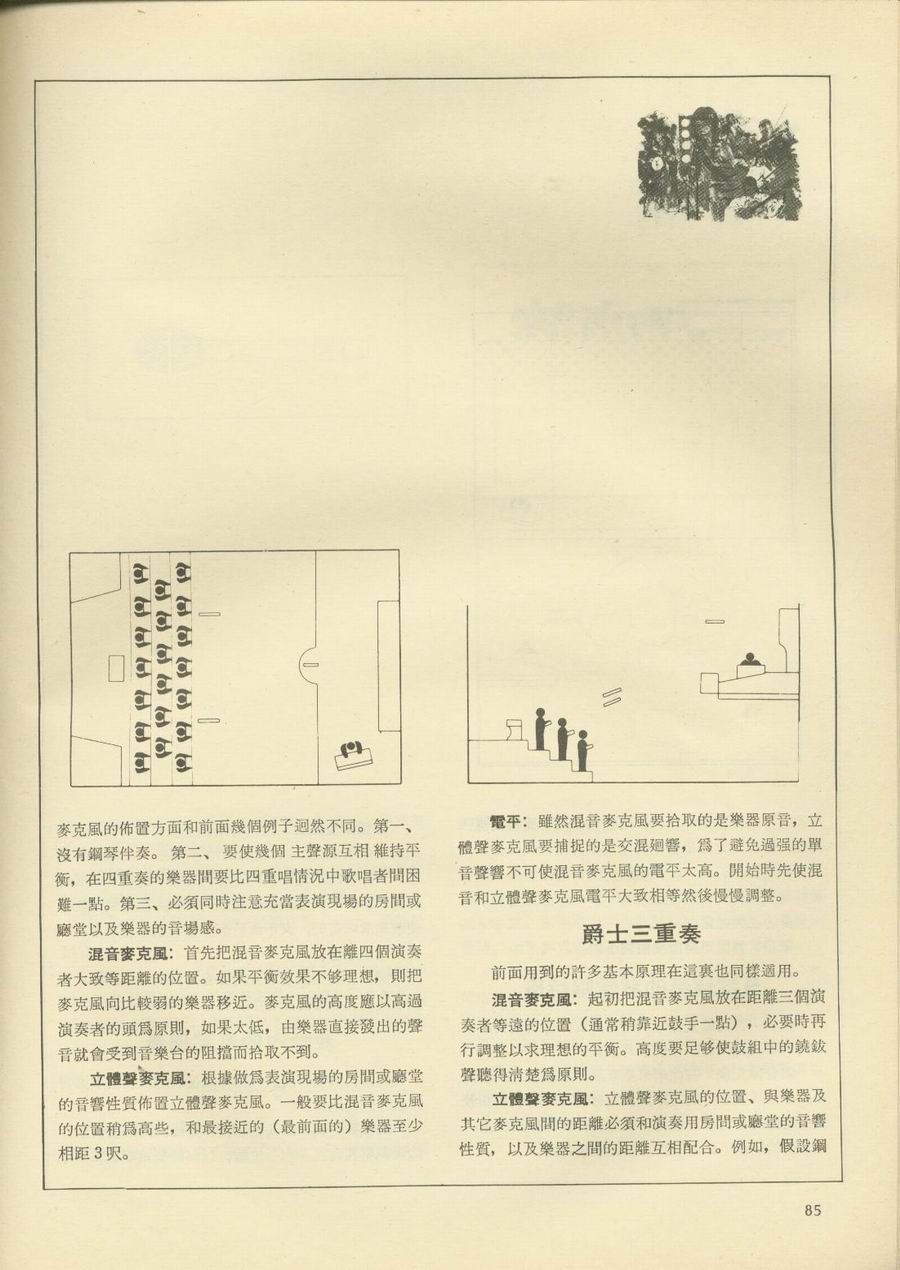 麥克風的佈置方面和前面幾個例子迥然不同。第一、
沒有鋼琴伴奏。第二、要使幾個主聲源互相維持平
衡，在四重奏的樂器間要比四重唱情況中歌唱者間困
難一點。第三、必須同時注意充當表演現場的房間或
廳堂以及樂器的音場感。
混音麥克風：首先把混音麥克風放在離四個演奏
者大致等距離的位置。如果平衡效果不够理想，則把
麥克風向比較弱的樂器移近。麥克風的高度應以高過
演奏者的頭爲原則，如果太低，由樂器直接發出的聲
音就會受到音樂台的阻擋而拾取不到。
立體聲麥克風：根據做爲表演現場的房間或廳堂
的音響性質佈置立體聲麥克風。一般要比混音麥克風
的位置稍爲高些，和最接近的（最前面的）樂器至少
相距3呎。
電平：雖然混音麥克風要拾取的是樂器原音，立
體聲麥克風要捕捉的是交混廻響，爲了避免過强的單
音聲響不可使混音麥克風的電平太高。開始時先使混
音和立體聲麥克風電平大致相等然後慢慢調整。
爵士三重奏
前面用到的許多基本原理在這裏也同樣適用。
混音麥克風：起初把混音麥克風放在距離三個演
奏者等遠的位置（通常稍靠近鼓手一點），必要時再
行調整以求理想的平衡。高度要足够使鼓組中的鐃鈸
聲聽得淸楚爲原則。
立體聲麥克風：立體聲麥克風的位置、與樂器及
其它麥克風間的距離必須和演奏用房間或廳堂的音響
性質，以及樂器之間的距離互相配合。例如，假設鋼
85